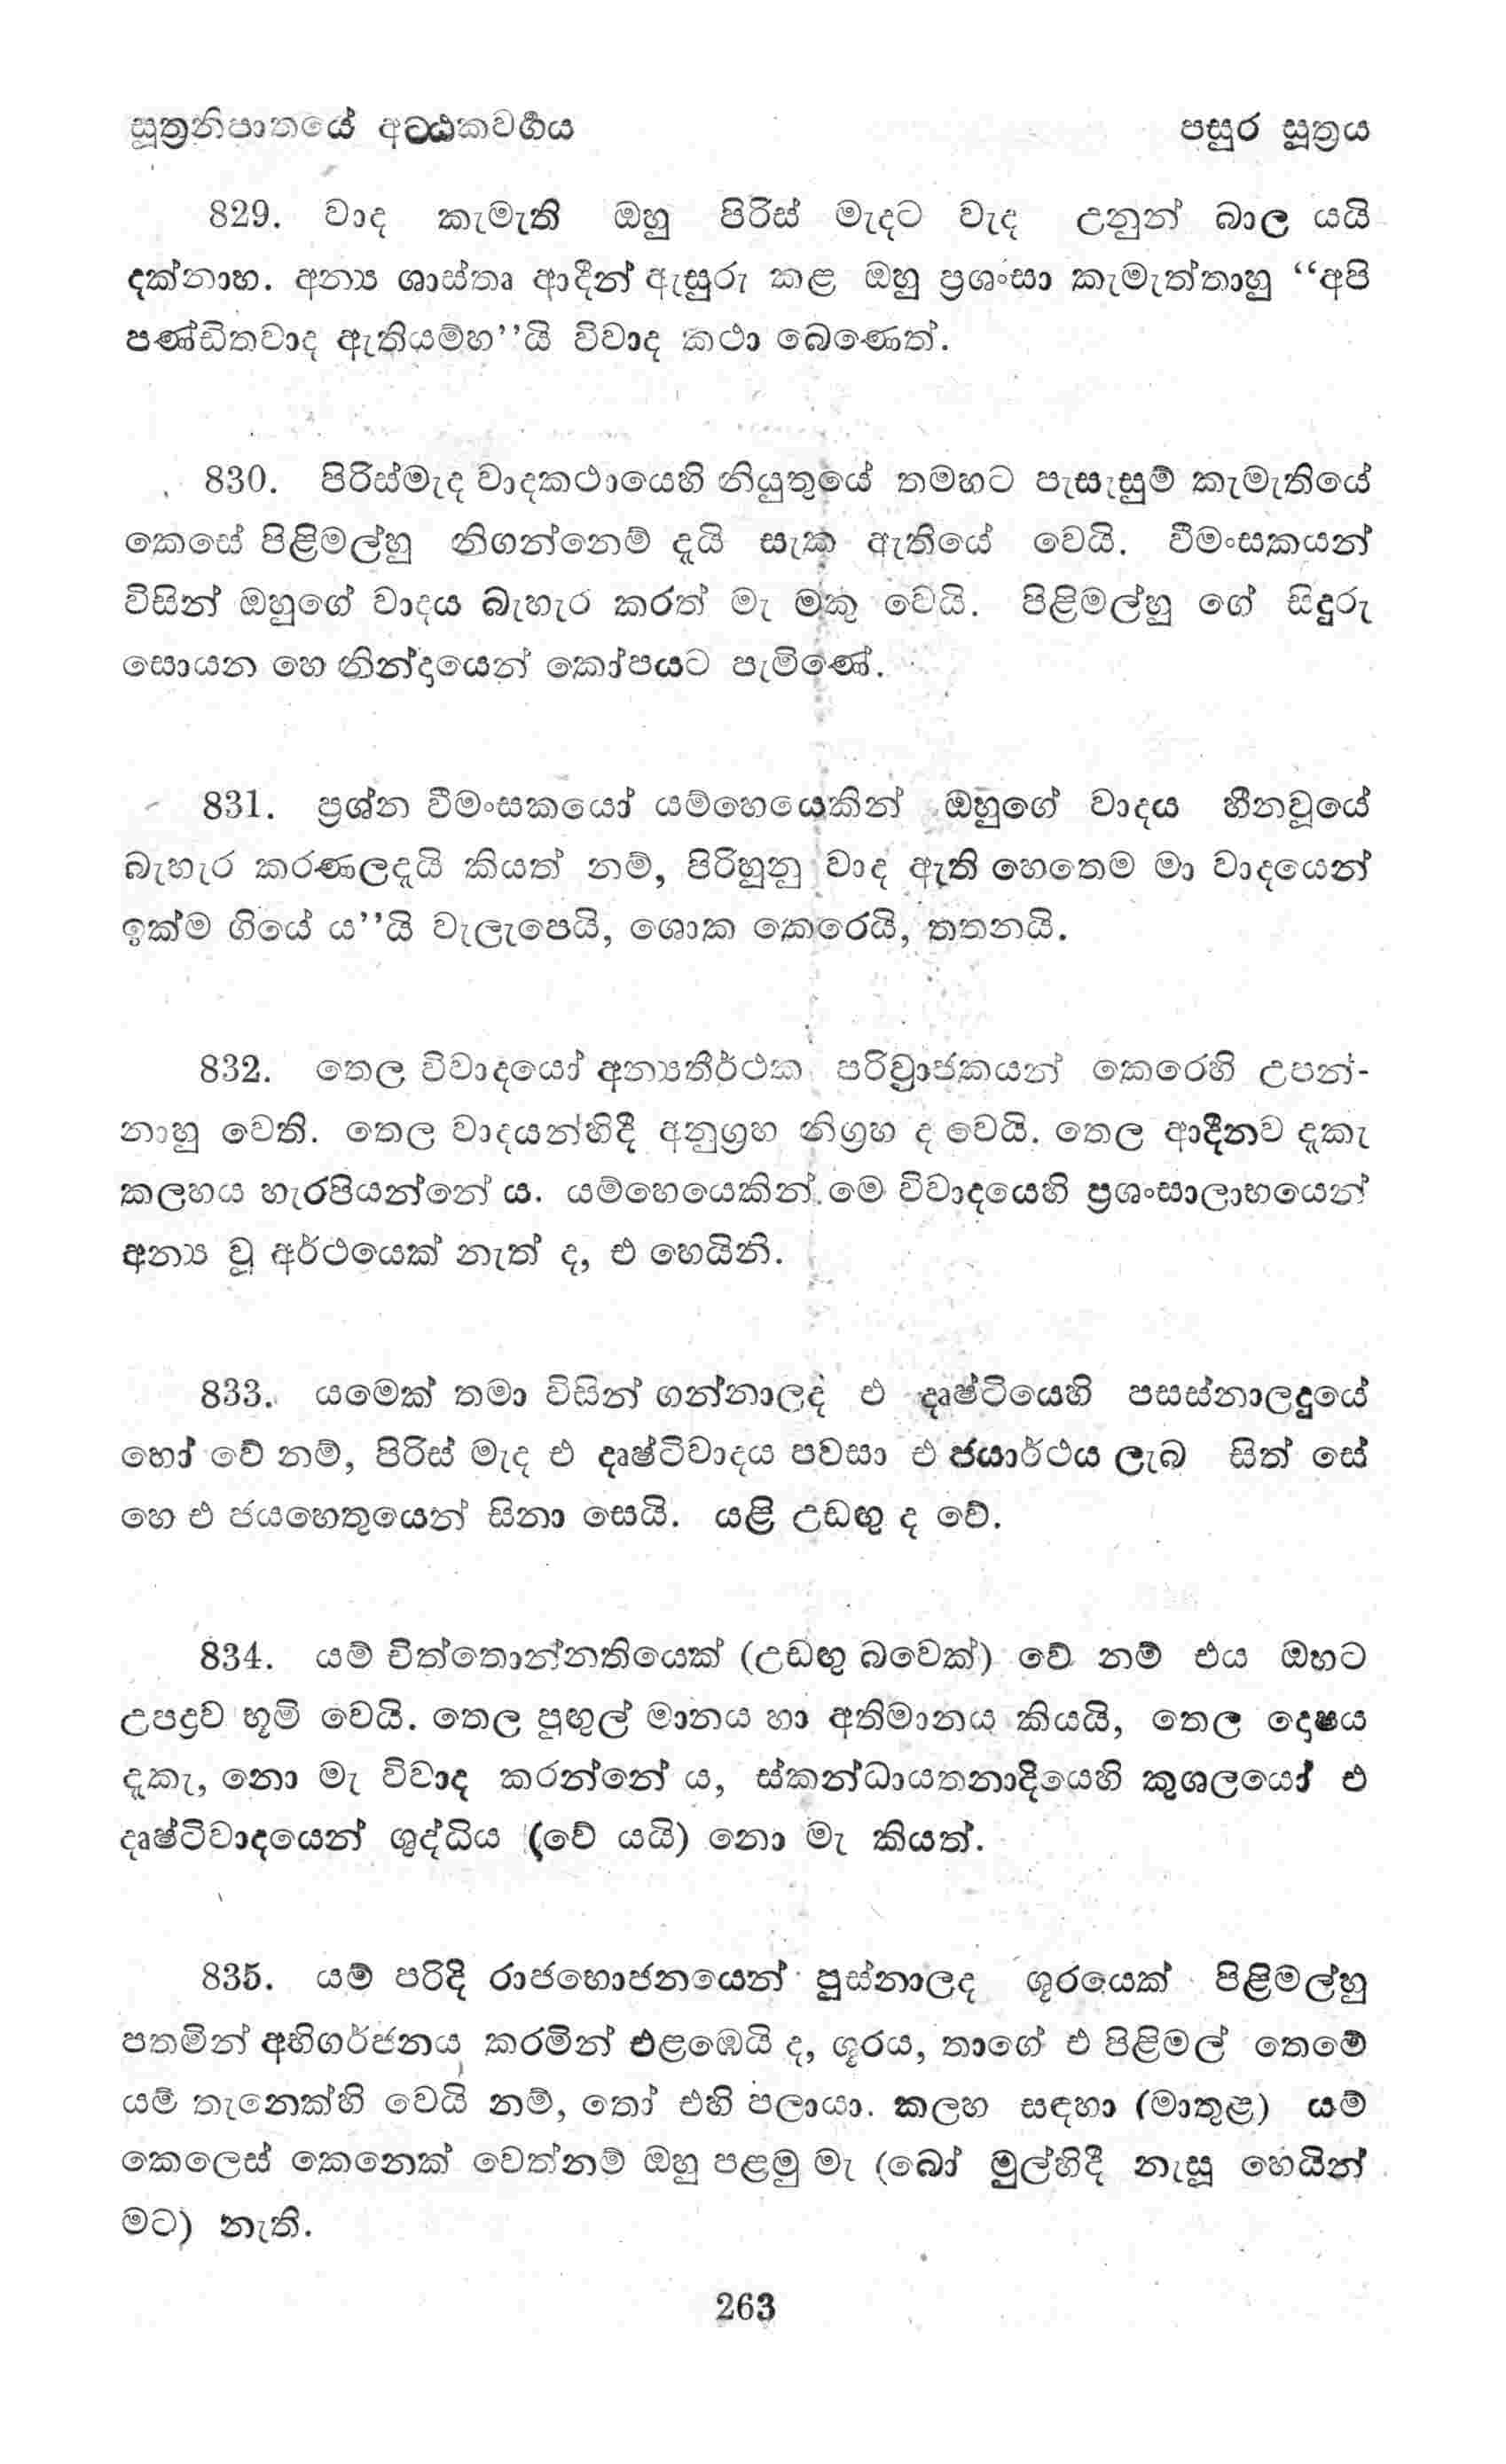 සූත්‍රනිපාතයේ අට්ඨකවර්ගය පසූර සූත්‍රය
829. වාද කැමැති ඔහු පිරිස් මැදට වැද උනුන් බාල යයි
දක්නාහ. අන්‍ය ශාස්තෘ ආදීන් ඇසුරු කළ ඔහු ප්‍රශංසා කැමැත්තාහු “අපි
පණ්ඩිතවාද ඇතියම්හ”යි විවාද කථා බෙණෙත්.
830. පිරිස්මැද වාදකථායෙහි නියුතුයේ තමහට පැසැසුම් කැමැතියේ
කෙසේ පිළිමල්හු නිගන්නෙම් දැයි සැක ඇතියේ වෙයි. වීමංසකයන්
විසින් ඔහුගේ වාදය බැහැර කරත් මැ මකු වෙයි. පිළිමල්හු ගේ සිදුරු
සොයන හෙ නින්දායෙන් කෝපයට පැමිණේ.
831. ප්‍රශ්න වීමංසකයෝ යම්හෙයෙකින් ඔහුගේ වාදය හීනවූයේ
බැහැර කරණලදැයි කියත් නම්, පිරිහුනු වාද ඇති හෙතෙම මා වාදයෙන්
ඉක්ම ගියේ ය”යි වැලැපෙයි, ශොක කෙරෙයි, තතනයි.
832. තෙල විවාදයෝ අන්‍යතීර්ථක පරිව්‍රාජකයන් කෙරෙහි උපන්-
නාහු වෙති. තෙල වාදයන්හිදී අනුග්‍රහ නිග්‍රහ ද වෙයි. තෙල ආදීනව දැකැ
කලහය හැරපියන්නේ ය. යම්හෙයෙකින් මෙ විවාදයෙහි ප්‍රශංසාලාභයෙන්
අන්‍ය වූ අර්ථයෙක් නැත් ද, එ හෙයිනි.
833. යමෙක් තමා විසින් ගන්නාලද එ දෘෂ්ටියෙහි පසස්නාලදුයේ
හෝ වේ නම්, පිරිස් මැද එ දෘෂ්ටිවාදය පවසා එ ජයාර්ථය ලැබ සිත් සේ
හෙ එ ජයහෙතුයෙන් සිනා සෙයි. යළි උඩඟු ද වේ.
834. යම් චිත්තොන්නතියෙක් (උඩඟු බවෙක්) වේ නම් එය ඔහට
උපද්‍රව භූමි වෙයි. තෙල පුඟුල් මානය හා අතිමානය කියයි, තෙල දොෂය
දැකැ, නො මැ විවාද කරන්නේ ය, ස්කන්ධායතනාදියෙහි කුශලයෝ එ
දෘෂ්ටිවාදයෙන් ශුද්ධිය (වේ යයි) නො මැ කියත්.
835. යම් පරිදි රාජභොජනයෙන් පුස්නාලද ශූරයෙක් පිළිමල්හු
පතමින් අභිගර්ජනය කරමින් එළඹෙයි ද, ශූරය, තාගේ එ පිළිමල් තෙමේ
යම් තැනෙක්හි වෙයි නම්, තෝ එහි පලායා. කලහ සඳහා (මාතුළ) යම්
කෙලෙස් කෙනෙක් වෙත්නම් ඔහු පළමු මැ (බෝ මුල්හිදී නැසූ හෙයින්
මට) නැති.
263